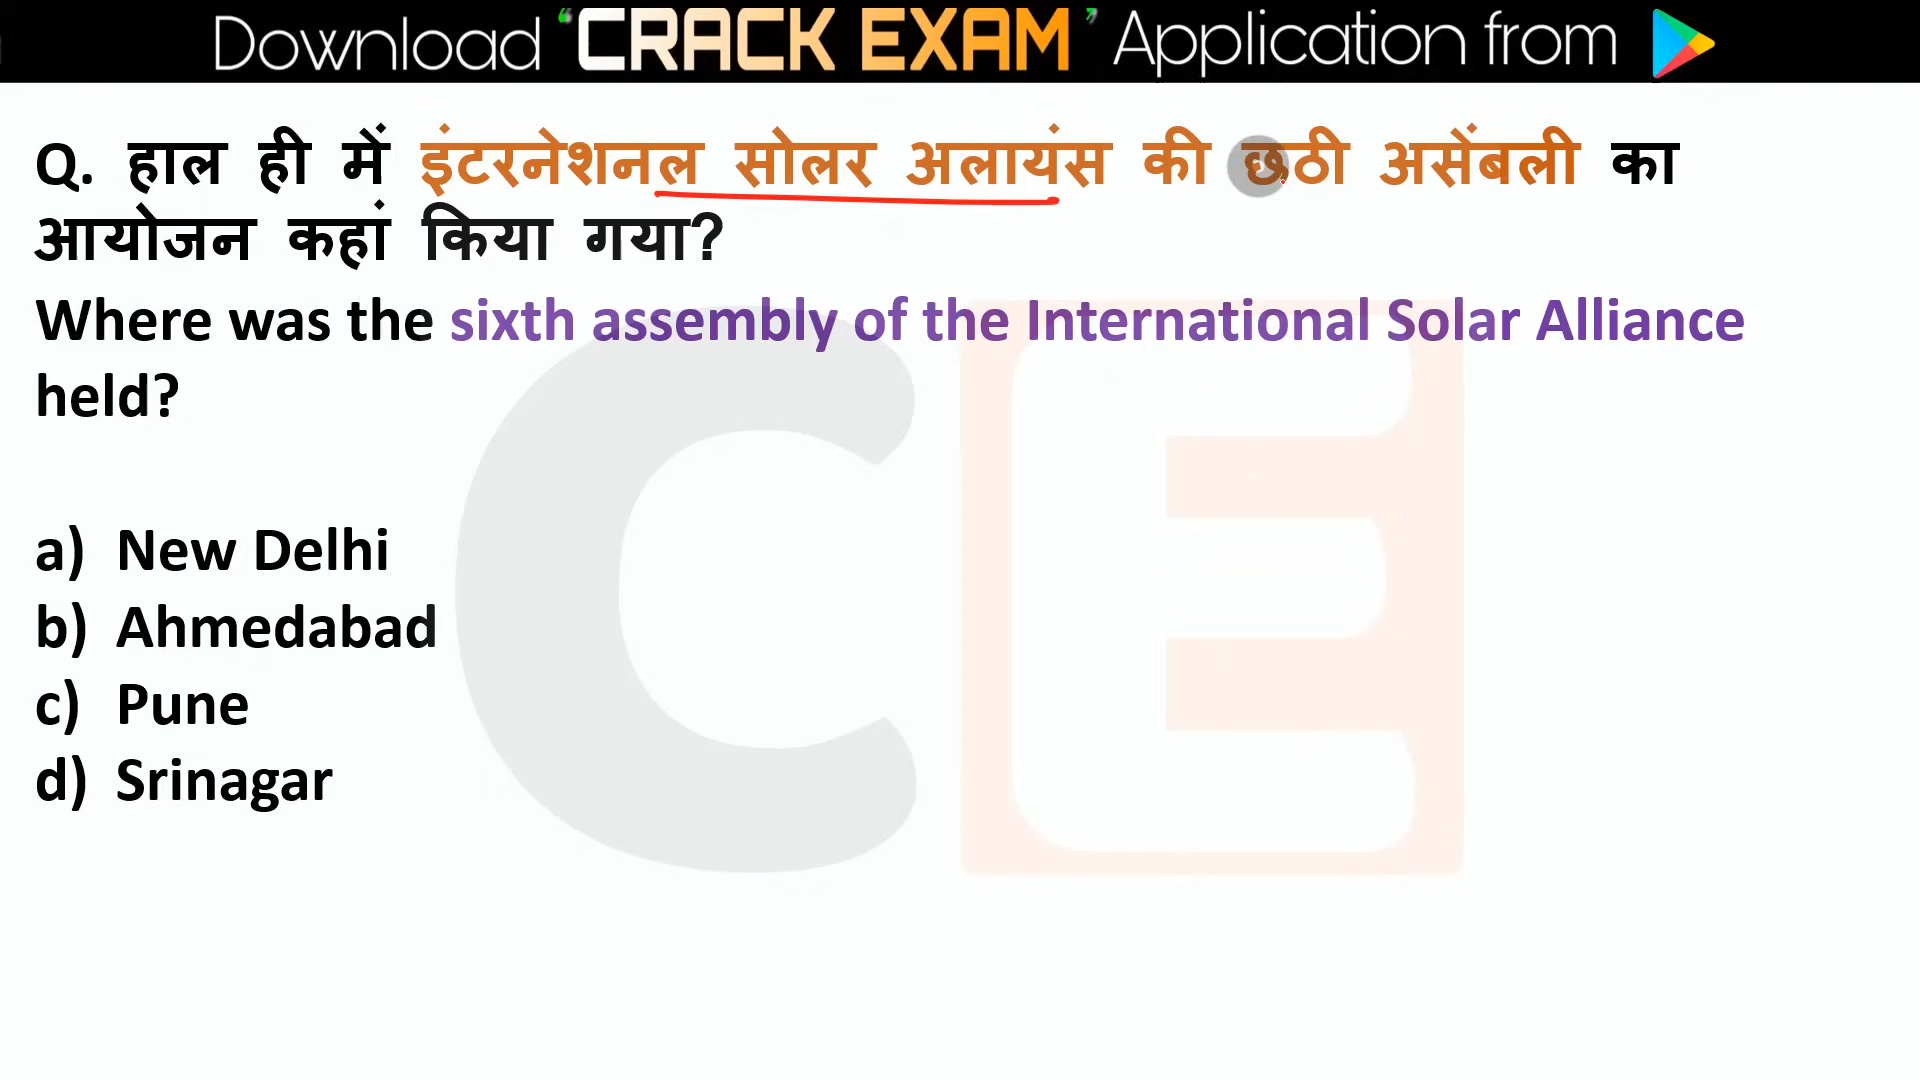 Download ‘CRACK EXAM’ Application from
Q. हाल ही में इंटरनेशनल सोलर अलायंस की छठी असेंबली का
आयोजन कहां किया गया?
Where was the sixth assembly of the International Solar Alliance
held?
a) New Delhi
b) Ahmedabad
c) Pune
d) Srinagar
CE